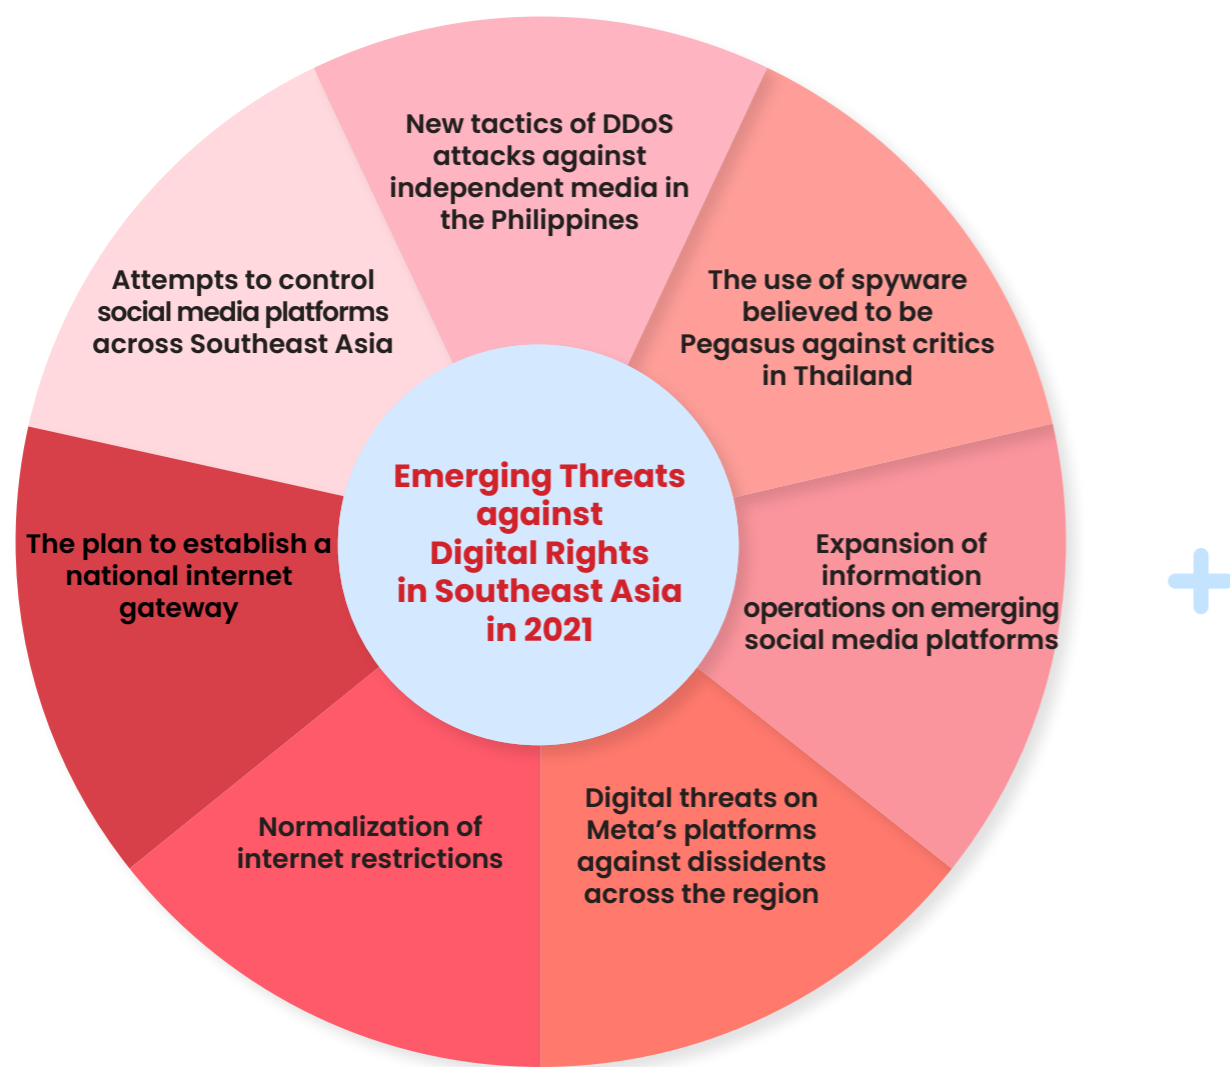 New tactics of DDoS
attacks against
independent media in
the Philippines
The use of spyware
believed to be
Pegasus against critics
in Thailand
Expansion of
information
operations on emerging
social media platforms
Digital threats on
Meta’s platforms
against dissidents
across the region
Normalization of
internet restrictions
The plan to establish a
national internet
gateway
Attempts to control
social media platforms
across Southeast Asia
Emerging Threats
against
Digital Rights
in Southeast Asia
in 2021